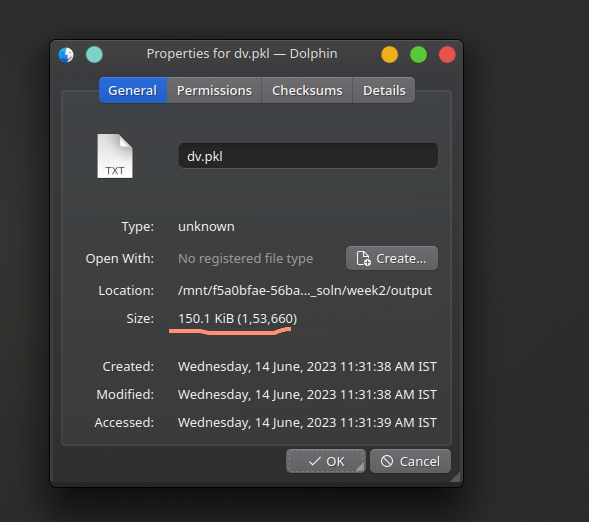 Properties for dv.pkl — Dolphin
General Permissions Checksums Details
TXT
dv.pkl
Type: unknown
Open With: No registered file type Create...
Location: /mnt/f5a0bfae-56ba..._soln/week2/output
Size: 150.1 KiB (1,53,660)
Created: Wednesday, 14 June, 2023 11:31:38 AM IST
Modified: Wednesday, 14 June, 2023 11:31:38 AM IST
Accessed: Wednesday, 14 June, 2023 11:31:39 AM IST
OK Cancel